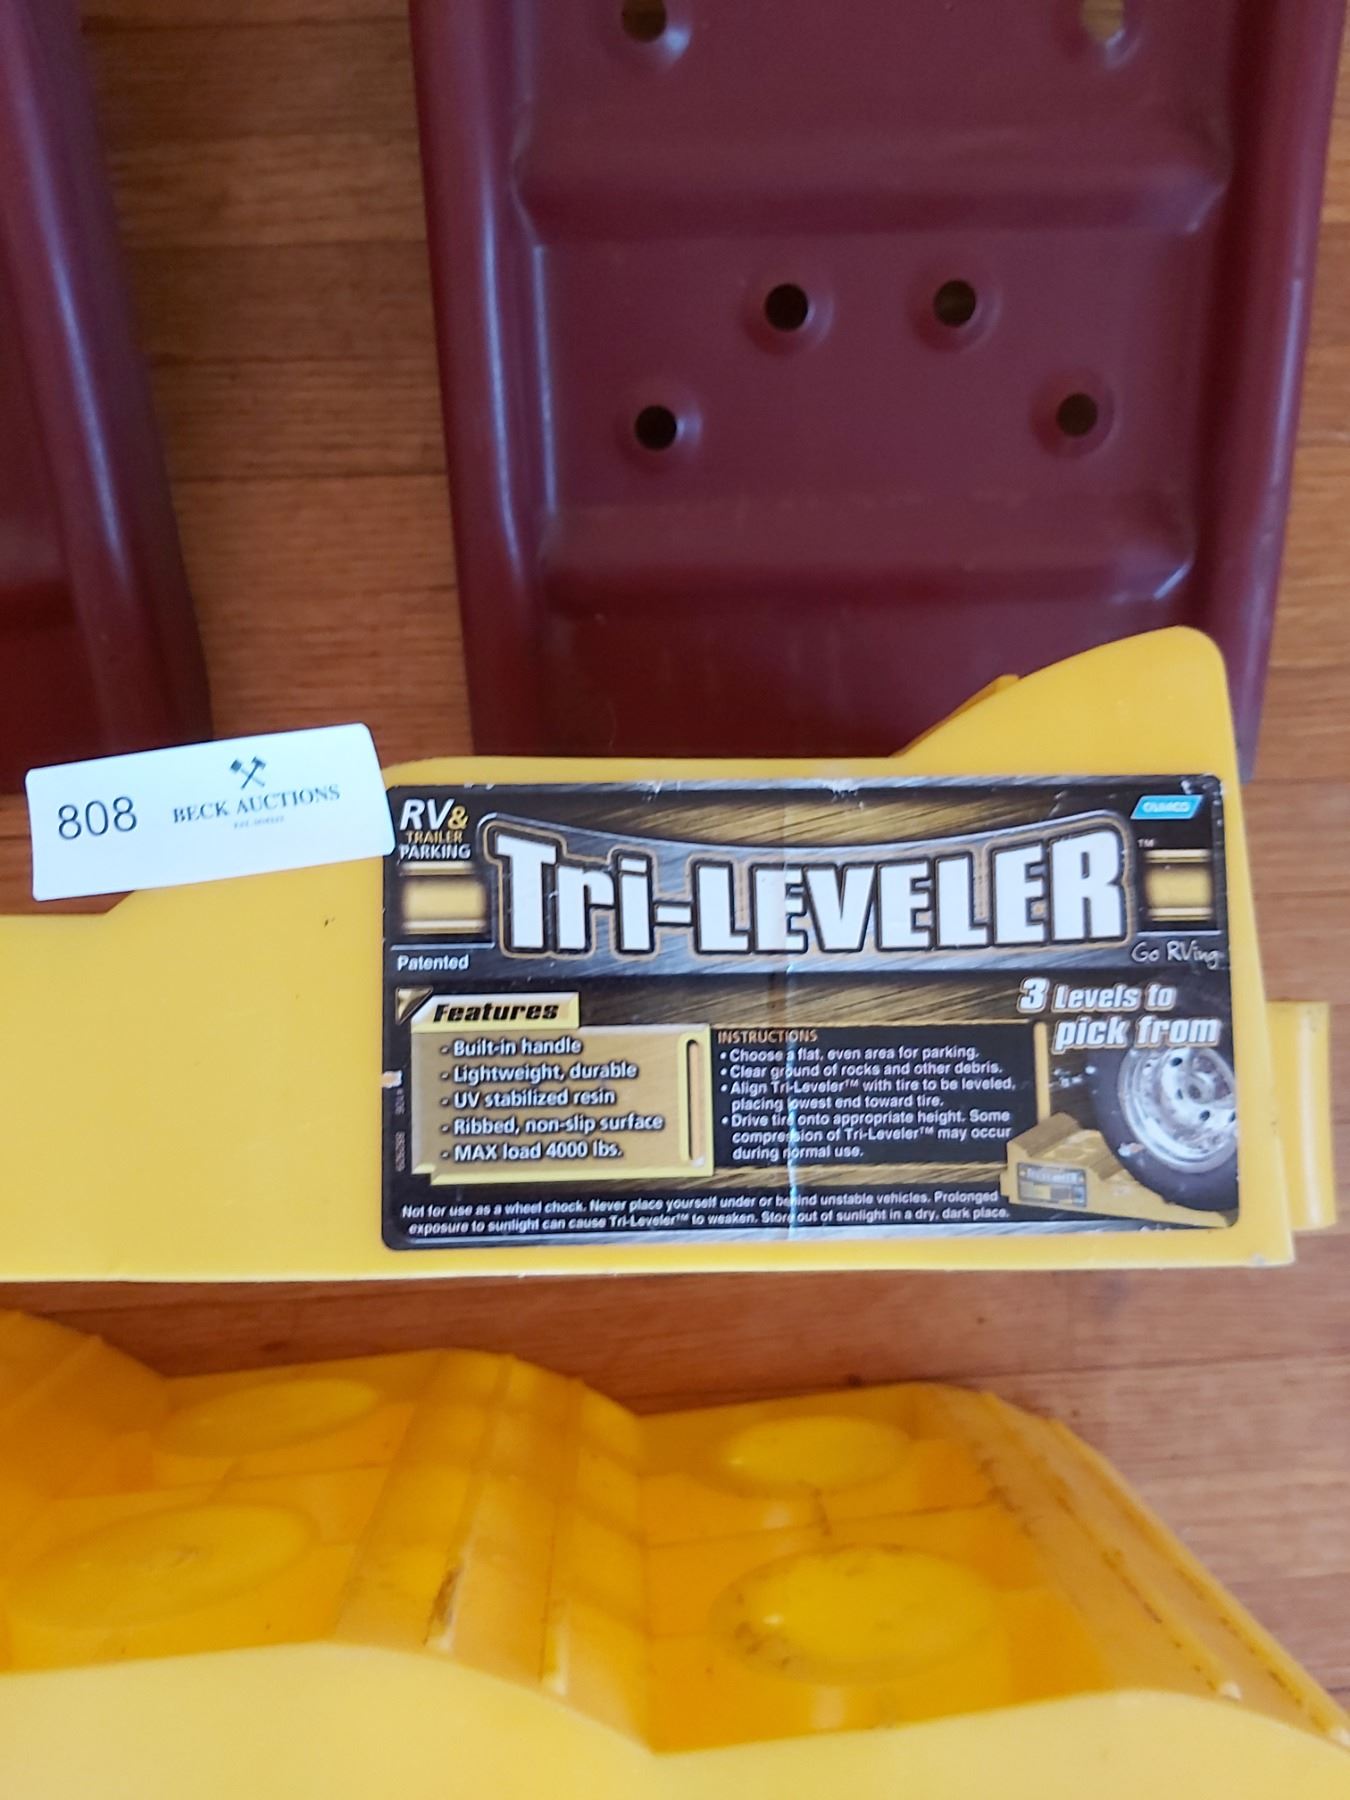 808
BECK AUCTIONS
RV&
TRAILER
PARKING
CAMCO
Tri-LEVELER™
Patented
Go RVing
3 Levels to
pick from
Features
- Built-in handle
- Lightweight, durable
- UV stabilized resin
- Ribbed, non-slip surface
- MAX load 4000 lbs.
INSTRUCTIONS
• Choose a flat, even area for parking.
• Clear ground of rocks and other debris.
• Align Tri-Leveler™ with tire to be leveled,
placing lowest end toward tire.
• Drive tire onto appropriate height. Some
compression of Tri-Leveler™ may occur
during normal use.
Not for use as a wheel chock. Never place yourself under or behind unstable vehicles. Prolonged
exposure to sunlight can cause Tri-Leveler™ to weaken. Store out of sunlight in a dry, dark place.